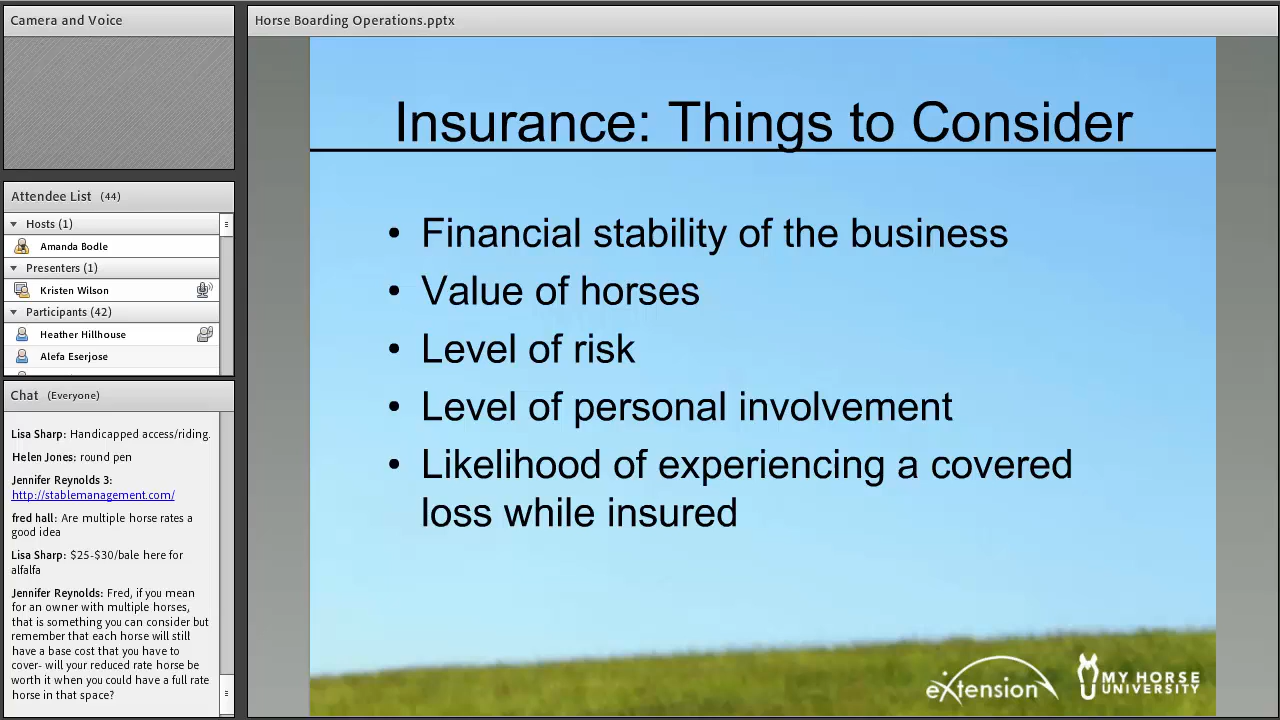 Camera and Voice
Attendee List (44)
Hosts (1)
Amanda Bodle
Presenters (1)
Kristen Wilson
Participants (42)
Heather Hillhouse
Alefa Eserjose
Chat (Everyone)
Lisa Sharp: Handicapped access/riding.
Helen Jones: round pen
Jennifer Reynolds 3:
http://stablemanagement.com/
fred hall: Are multiple horse rates a
good idea
Lisa Sharp: $25-$30/bale here for
alfalfa
Jennifer Reynolds: Fred, if you mean
for an owner with multiple horses,
that is something you can consider but
remember that each horse will still
have a base cost that you have to
cover- will your reduced rate horse be
worth it when you could have a full rate
horse in that space?
Horse Boarding Operations.pptx
Insurance: Things to Consider
• Financial stability of the business
• Value of horses
• Level of risk
• Level of personal involvement
• Likelihood of experiencing a covered
loss while insured
eXtension
MY HORSE
UNIVERSITY